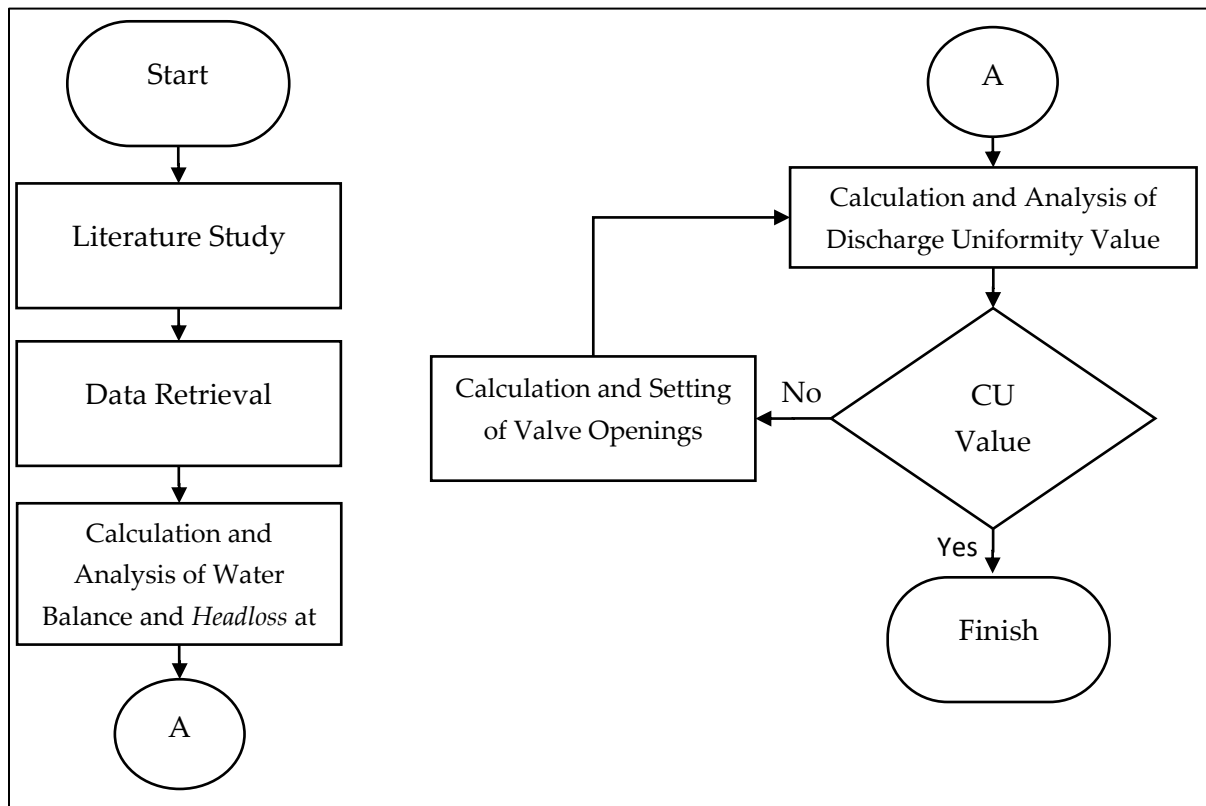 Start
Literature Study
Data Retrieval
Calculation and
Analysis of Water
Balance and Headloss at
A
A
Calculation and Analysis of
Discharge Uniformity Value
Calculation and Setting
of Valve Openings
No
CU
Value
Yes
Finish